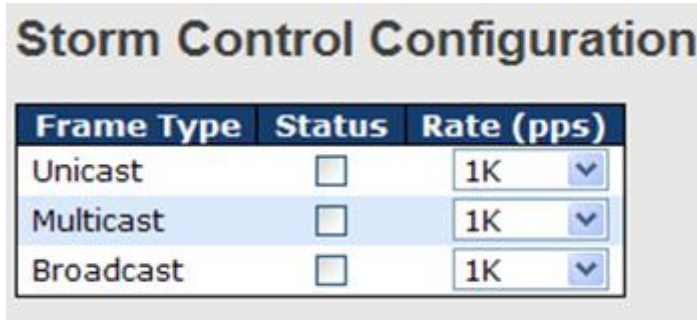 Storm Control Configuration
Frame Type Status Rate (pps)
Unicast 1K
Multicast 1K
Broadcast 1K